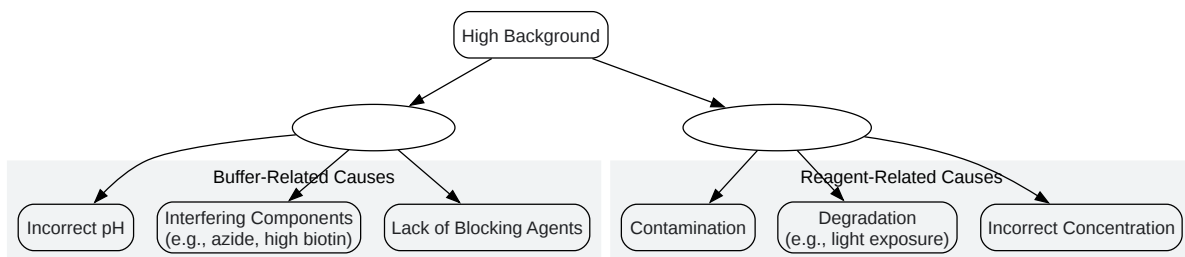 High Background
Buffer-Related Causes
Incorrect pH
Interfering Components
(e.g., azide, high biotin)
Lack of Blocking Agents
Reagent-Related Causes
Contamination
Degradation
(e.g., light exposure)
Incorrect Concentration